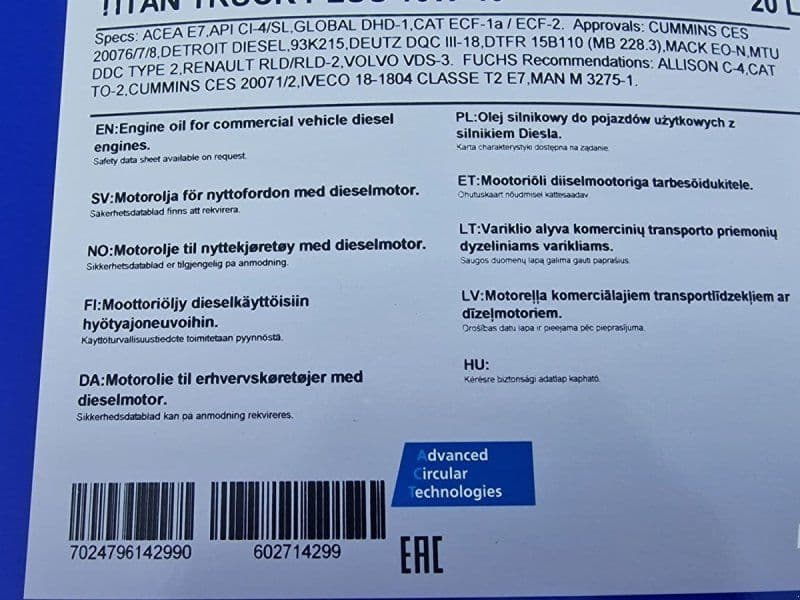 TITAN TRUCK PLUS
20 L
Specs: ACEA E7,API CI-4/SL,GLOBAL DHD-1,CAT ECF-1a / ECF-2. Approvals: CUMMINS CES
20076/7/8,DETROIT DIESEL,93K215,DEUTZ DQC III-18,DTFR 15B110 (MB 228.3),MACK EO-N,MTU
DDC TYPE 2,RENAULT RLD/RLD-2,VOLVO VDS-3. FUCHS Recommendations: ALLISON C-4,CAT
TO-2,CUMMINS CES 20071/2,IVECO 18-1804 CLASSE T2 E7,MAN M 3275-1.
EN:Engine oil for commercial vehicle diesel
engines.
Safety data sheet available on request.
SV:Motorolja för nyttofordon med dieselmotor.
Säkerhetsdatablad finns att rekvirera.
NO:Motorolje til nyttekjøretøy med dieselmotor.
Sikkerhetsdatablad er tilgjengelig på anmodning.
FI:Moottoriöljy dieselkäyttöisiin
hyötyajoneuvoihin.
Käyttöturvallisuustiedote toimitetaan pyynnöstä.
DA:Motorolie til erhvervskøretøjer med
dieselmotor.
Sikkerhedsdatablad kan på anmodning rekvireres.
PL:Olej silnikowy do pojazdów użytkowych z
silnikiem Diesla.
Karta charakterystyki dostępna na żądanie.
ET:Mootoriõli diiselmootoriga tarbesõidukitele.
Ohutuskaart nõudmisel kättesaadav.
LT:Variklio alyva komercinių transporto priemonių
dyzeliniams varikliams.
Saugos duomenų lapą galima gauti paprašius.
LV:Motoreļļa komerciālajiem transportlīdzekļiem ar
dīzeļmotoriem.
Drošības datu lapa ir pieejama pēc pieprasījuma.
HU:
Kérésre biztonsági adatlap kapható.
Advanced
Circular
Technologies
7024796142990
602714299
EAC